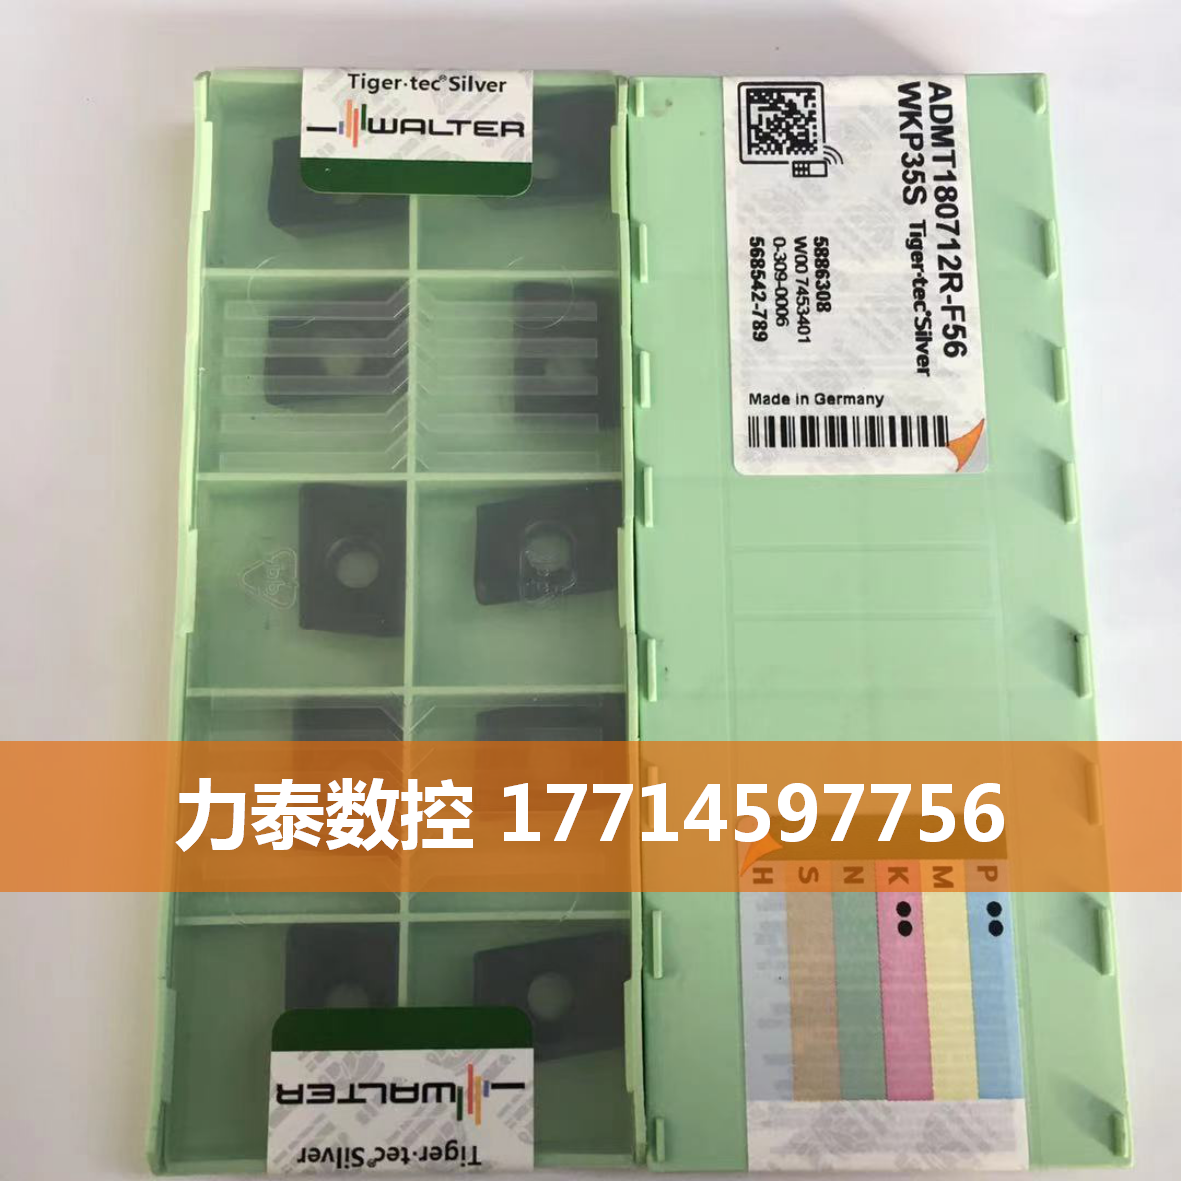 Tiger·tec®Silver
WALTER
ADMT180712R-F56
WKP35S Tiger·tec®Silver
5886308
W00 7453401
0-309-0006
568542-789
Made in Germany
力泰数控 17714597756
H S N K M P
WALTER
Tiger·tec®Silver